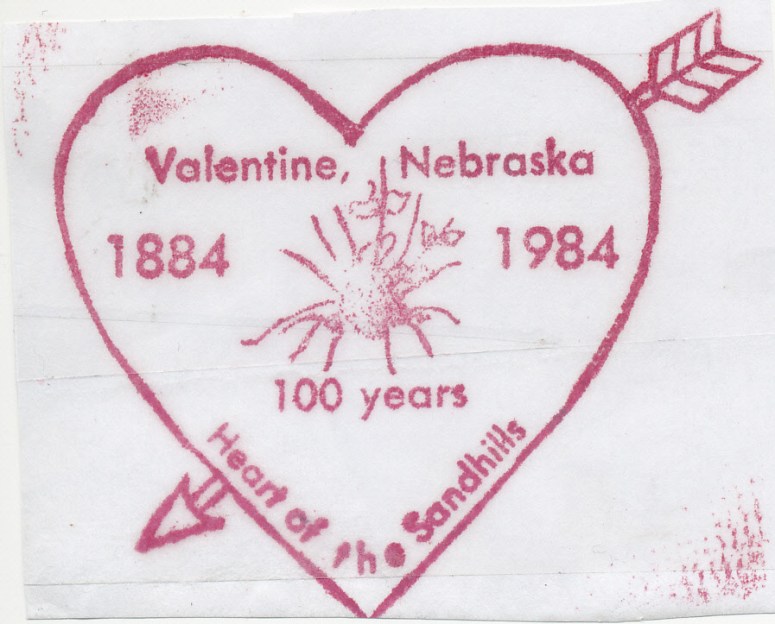 Valentine, Nebraska
1884 1984
100 years
Heart of the Sandhills